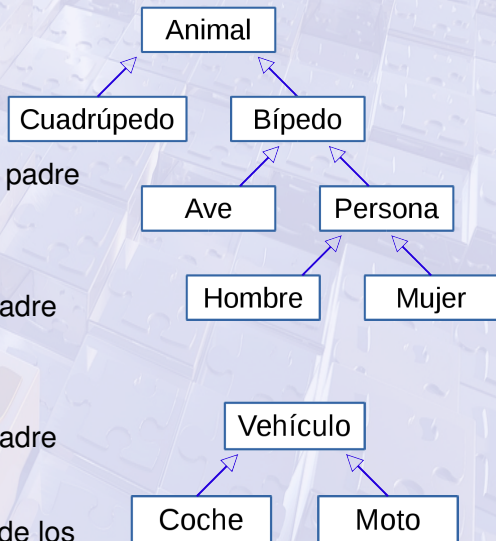 Animal
Cuadrúpedo Bípedo
padre
Ave Persona
Hombre Mujer
adre
Vehículo
adre
Coche Moto
de los